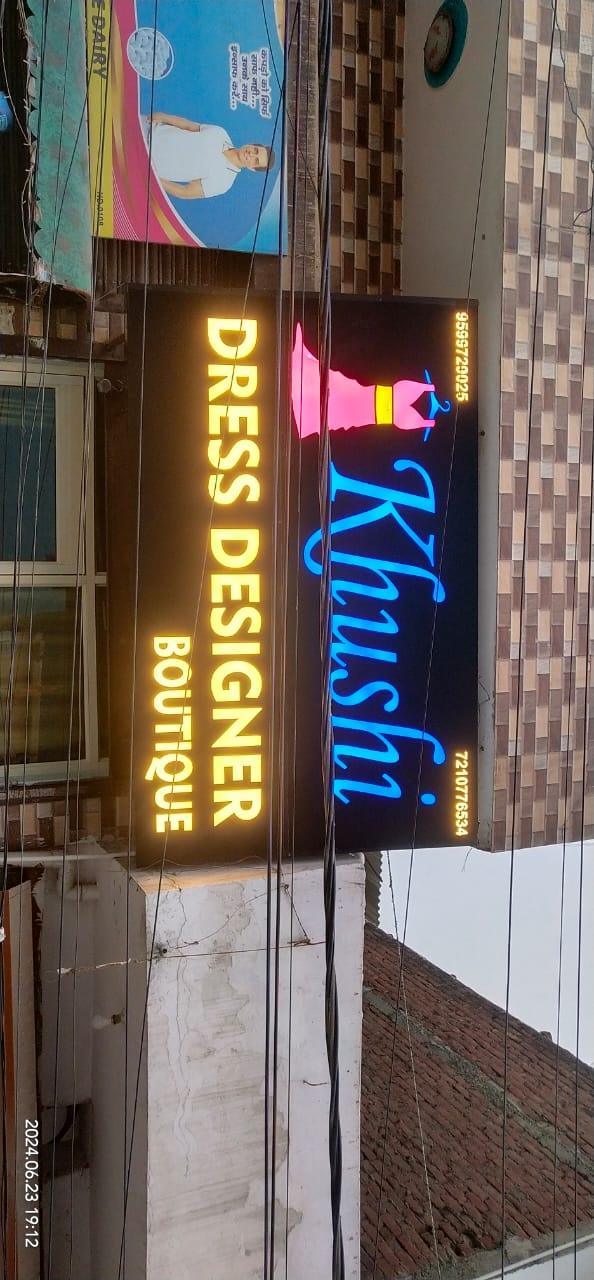 9599729025
7210776534
Khushi
DRESS DESIGNER
BOUTIQUE
E DAIRY
2024.06.23 19:12